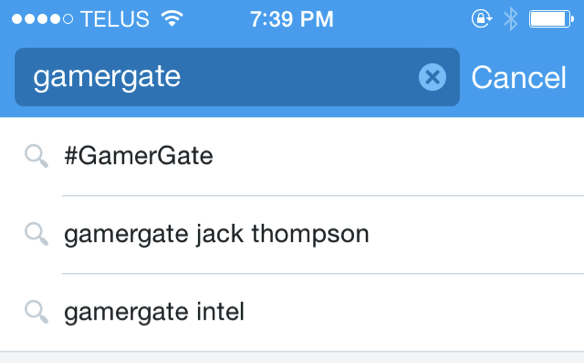 TELUS 7:39 PM
gamergate Cancel
#GamerGate
gamergate jack thompson
gamergate intel